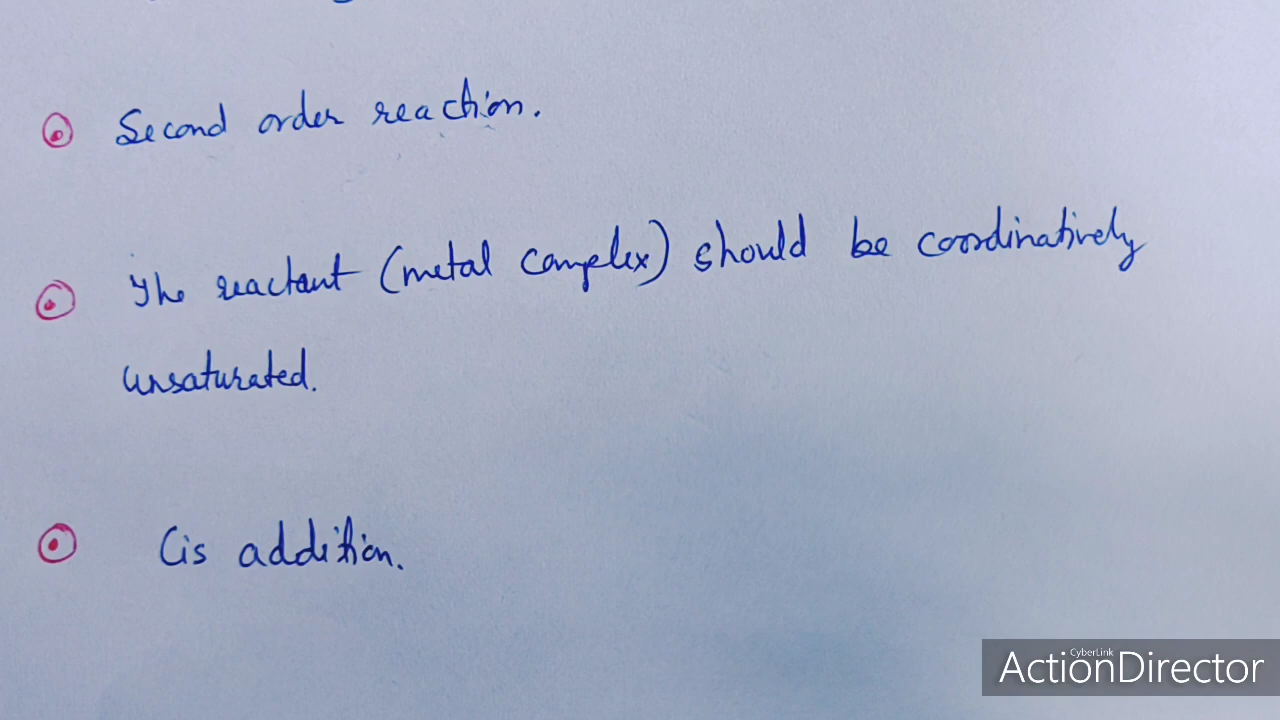 Second order reaction.
The reactant (metal complex) should be coordinatively
unsaturated.
Cis addition.
CyberLink
ActionDirector